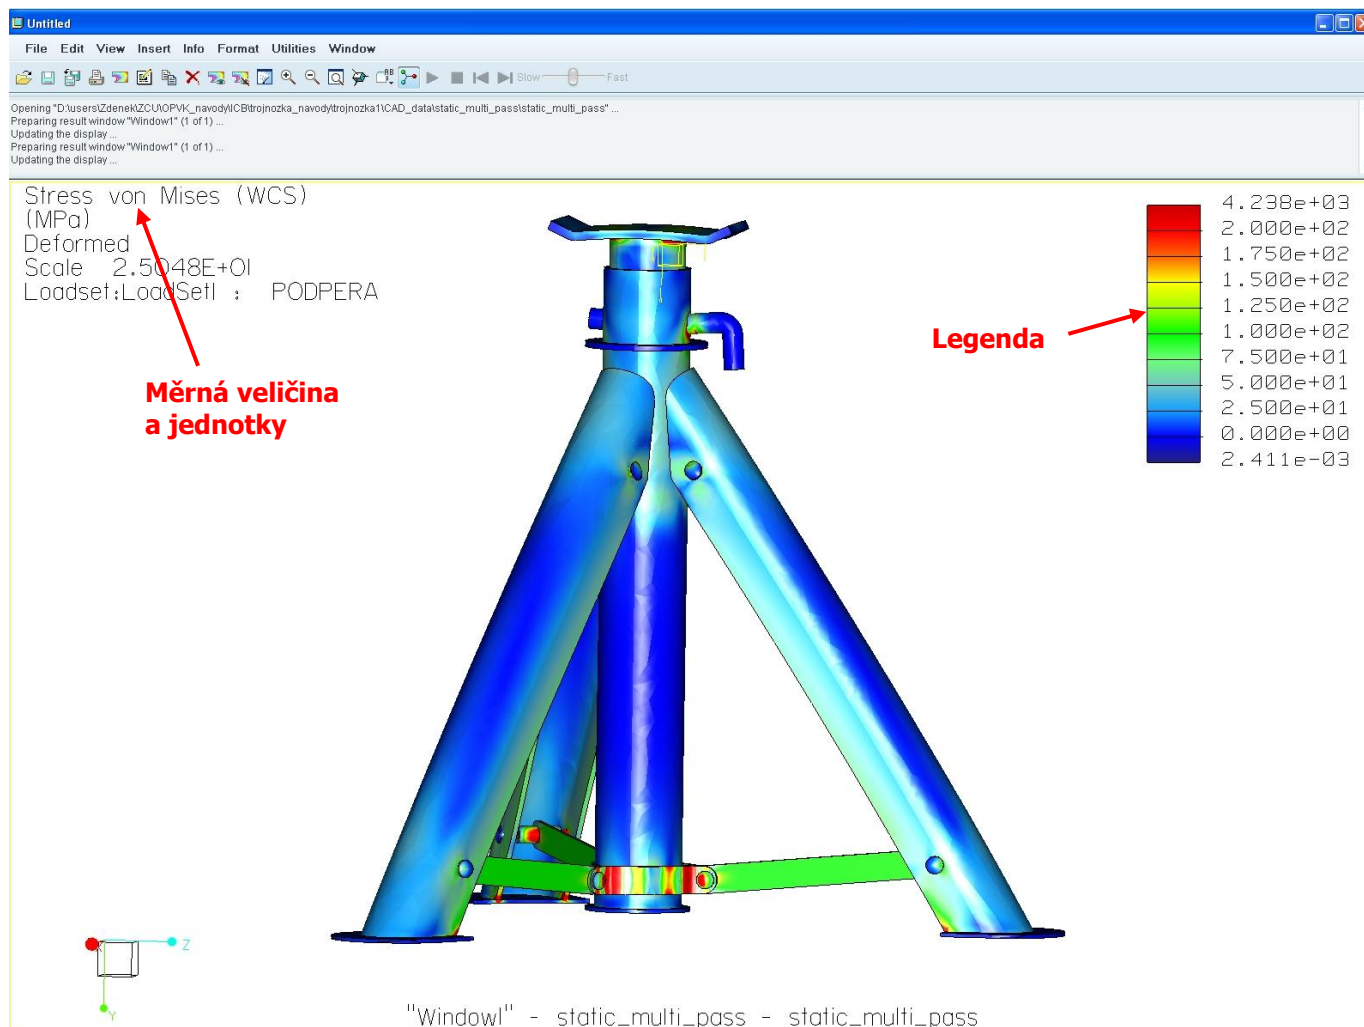 Untitled
File Edit View Insert Info Format Utilities Window
Slow Fast
Opening "D:\users\Zdenek\ZCU\OPVK_navody\ICB\trojnozka_navody\trojnozka1\CAD_data\static_multi_pass\static_multi_pass" ...
Preparing result window "Window1" (1 of 1) ...
Updating the display ...
Preparing result window "Window1" (1 of 1) ...
Updating the display ...
Stress von Mises (WCS)
(MPa)
Deformed
Scale 2.5048E+01
Loadset:LoadSet1 : PODPERA
Měrná veličina
a jednotky
Legenda
4.238e+03
2.000e+02
1.750e+02
1.500e+02
1.250e+02
1.000e+02
7.500e+01
5.000e+01
2.500e+01
0.000e+00
2.411e-03
Z
Y
"Window1" - static_multi_pass - static_multi_pass